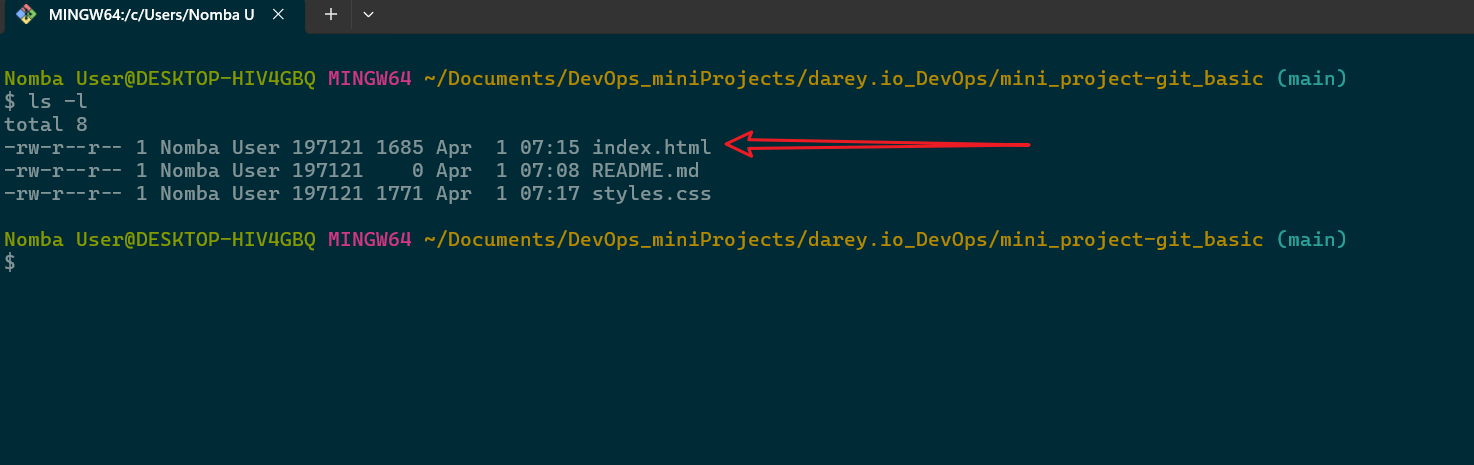 MINGW64:/c/Users/Nomba U
Nomba User@DESKTOP-HIV4GBQ MINGW64 ~/Documents/DevOps_miniProjects/darey.io_DevOps/mini_project-git_basic (main)
$ ls -l
total 8
-rw-r--r-- 1 Nomba User 197121 1685 Apr  1 07:15 index.html
-rw-r--r-- 1 Nomba User 197121    0 Apr  1 07:08 README.md
-rw-r--r-- 1 Nomba User 197121 1771 Apr  1 07:17 styles.css
Nomba User@DESKTOP-HIV4GBQ MINGW64 ~/Documents/DevOps_miniProjects/darey.io_DevOps/mini_project-git_basic (main)
$